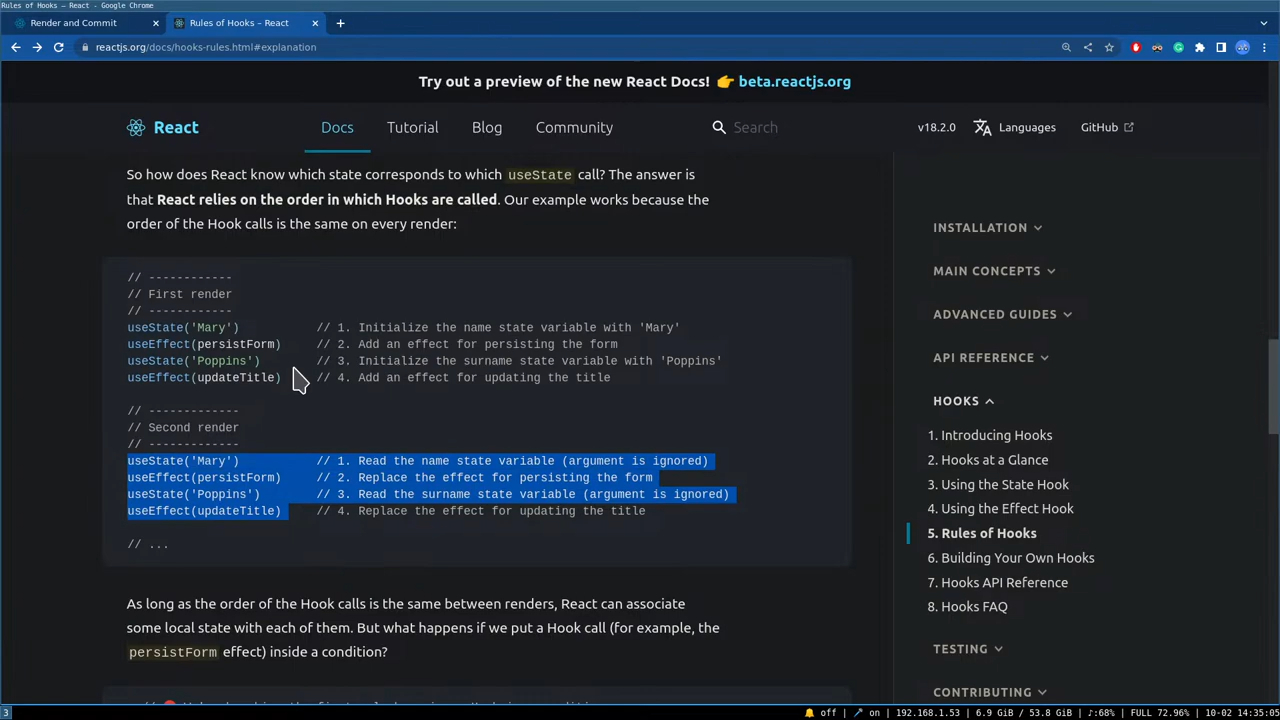 Rules of Hooks – React - Google Chrome
Render and Commit
Rules of Hooks – React
reactjs.org/docs/hooks-rules.html#explanation
Try out a preview of the new React Docs! 👉 beta.reactjs.org
React
Docs
Tutorial
Blog
Community
Search
v18.2.0
Languages
GitHub
So how does React know which state corresponds to which useState call? The answer is
that React relies on the order in which Hooks are called. Our example works because the
order of the Hook calls is the same on every render:
// ------------
// First render
// ------------
useState('Mary') // 1. Initialize the name state variable with 'Mary'
useEffect(persistForm) // 2. Add an effect for persisting the form
useState('Poppins') // 3. Initialize the surname state variable with 'Poppins'
useEffect(updateTitle) // 4. Add an effect for updating the title
// -------------
// Second render
// -------------
useState('Mary') // 1. Read the name state variable (argument is ignored)
useEffect(persistForm) // 2. Replace the effect for persisting the form
useState('Poppins') // 3. Read the surname state variable (argument is ignored)
useEffect(updateTitle) // 4. Replace the effect for updating the title
// ...
As long as the order of the Hook calls is the same between renders, React can associate
some local state with each of them. But what happens if we put a Hook call (for example, the
persistForm effect) inside a condition?
INSTALLATION
MAIN CONCEPTS
ADVANCED GUIDES
API REFERENCE
HOOKS
1. Introducing Hooks
2. Hooks at a Glance
3. Using the State Hook
4. Using the Effect Hook
5. Rules of Hooks
6. Building Your Own Hooks
7. Hooks API Reference
8. Hooks FAQ
TESTING
CONTRIBUTING
3
off
on
192.168.1.53
6.9 GiB / 53.8 GiB
♪:68%
FULL 72.96%
10-02 14:35:05